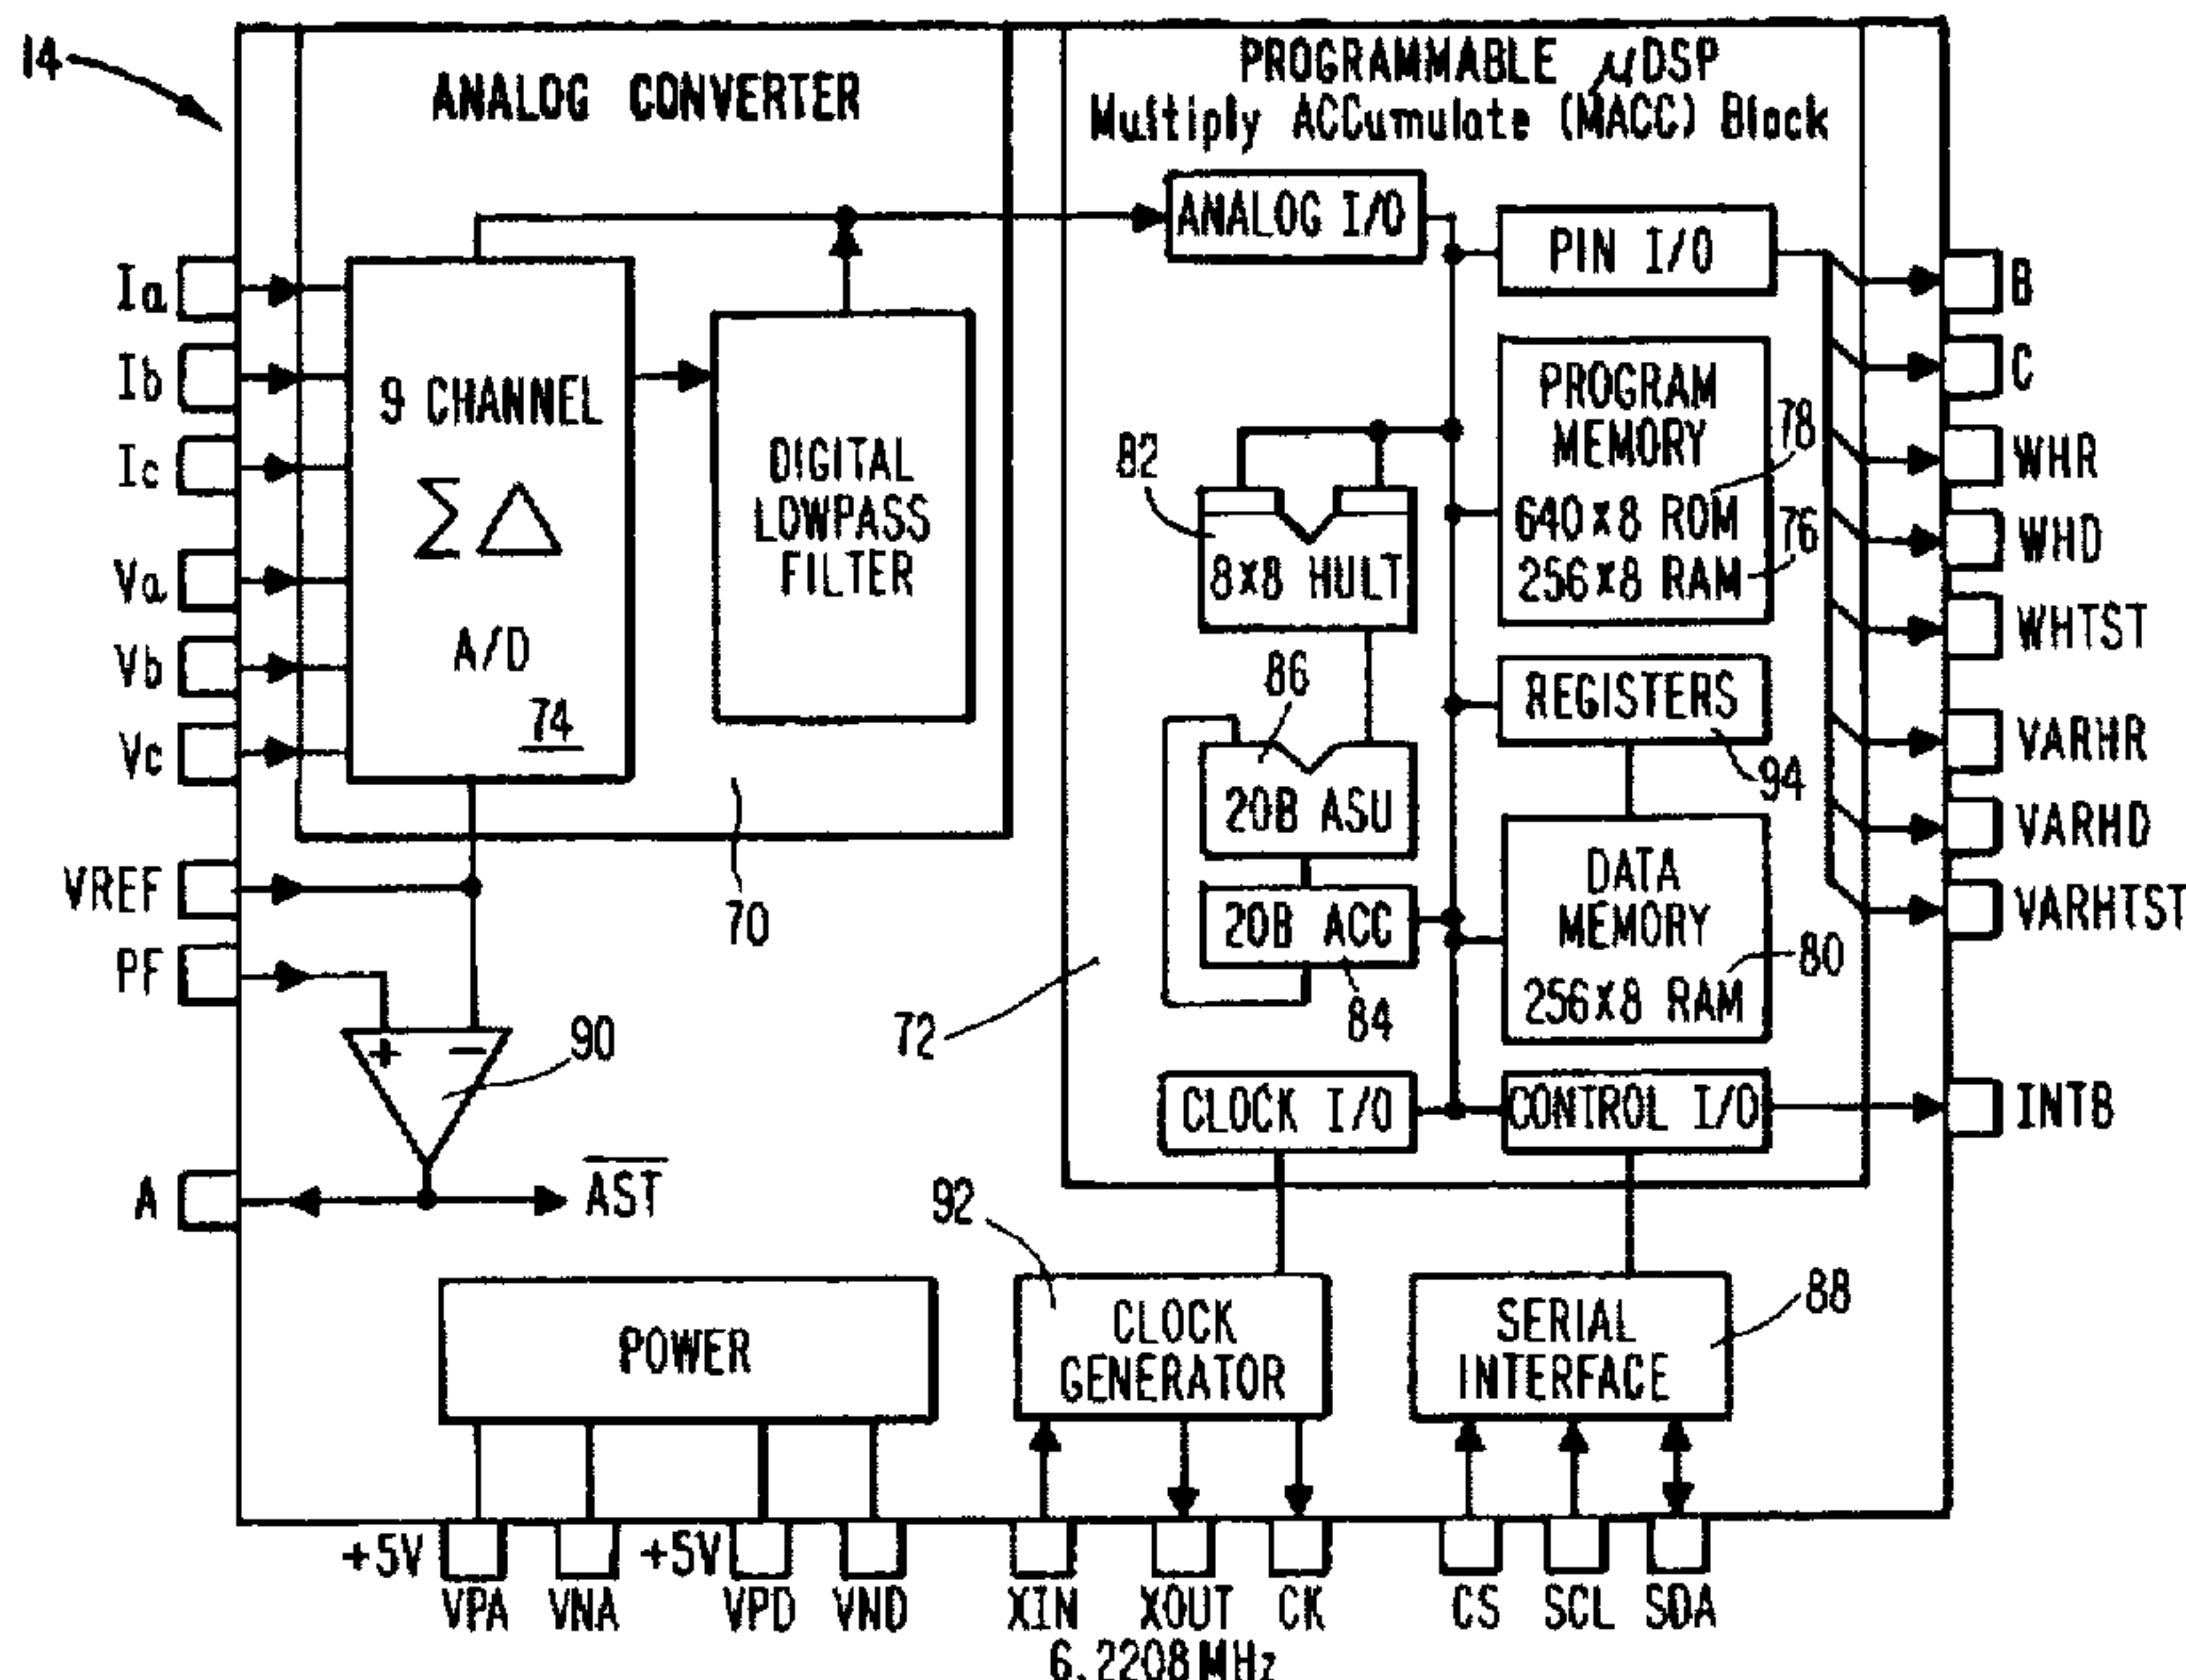 14
ANALOG CONVERTER
PROGRAMMABLE μDSP
Multiply ACCumulate (MACC) Block
ANALOG I/O
PIN I/O
Ia
Ib
Ic
Va
Vb
Vc
VREF
PF
A
9 CHANNEL
ΣΔ
A/D
74
DIGITAL
LOWPASS
FILTER
70
72
82
8x8 HULT
86
20B ASU
20B ACC
84
PROGRAM
MEMORY
78
640x8 ROM
76
256x8 RAM
REGISTERS
94
DATA
MEMORY
80
256x8 RAM
CLOCK I/O
CONTROL I/O
B
C
WHR
WHD
WHTST
VARHR
VARHD
VARHTST
INTB
+ −
90
AST
92
POWER
CLOCK
GENERATOR
SERIAL
INTERFACE
88
+5V
VPA
VNA
+5V
VPD
VND
XIN
XOUT
CK
CS
SCL
SDA
6.2208MHz